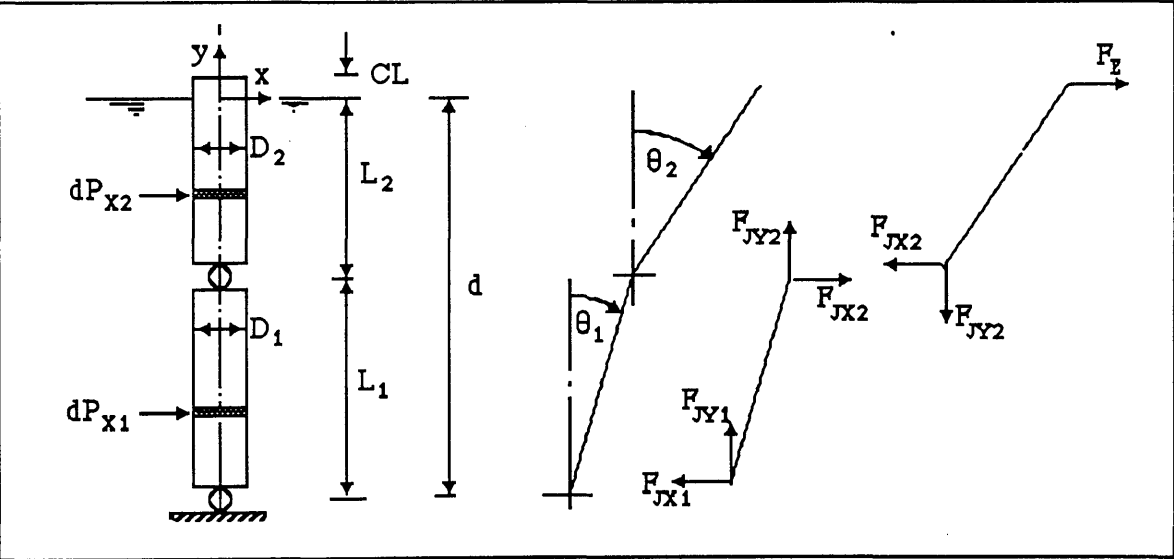 y
x
CL
D2
dPX2
L2
d
D1
L1
dPX1
θ2
θ1
FJY2
FJX2
FJY1
FJX1
FE
FJX2
FJY2